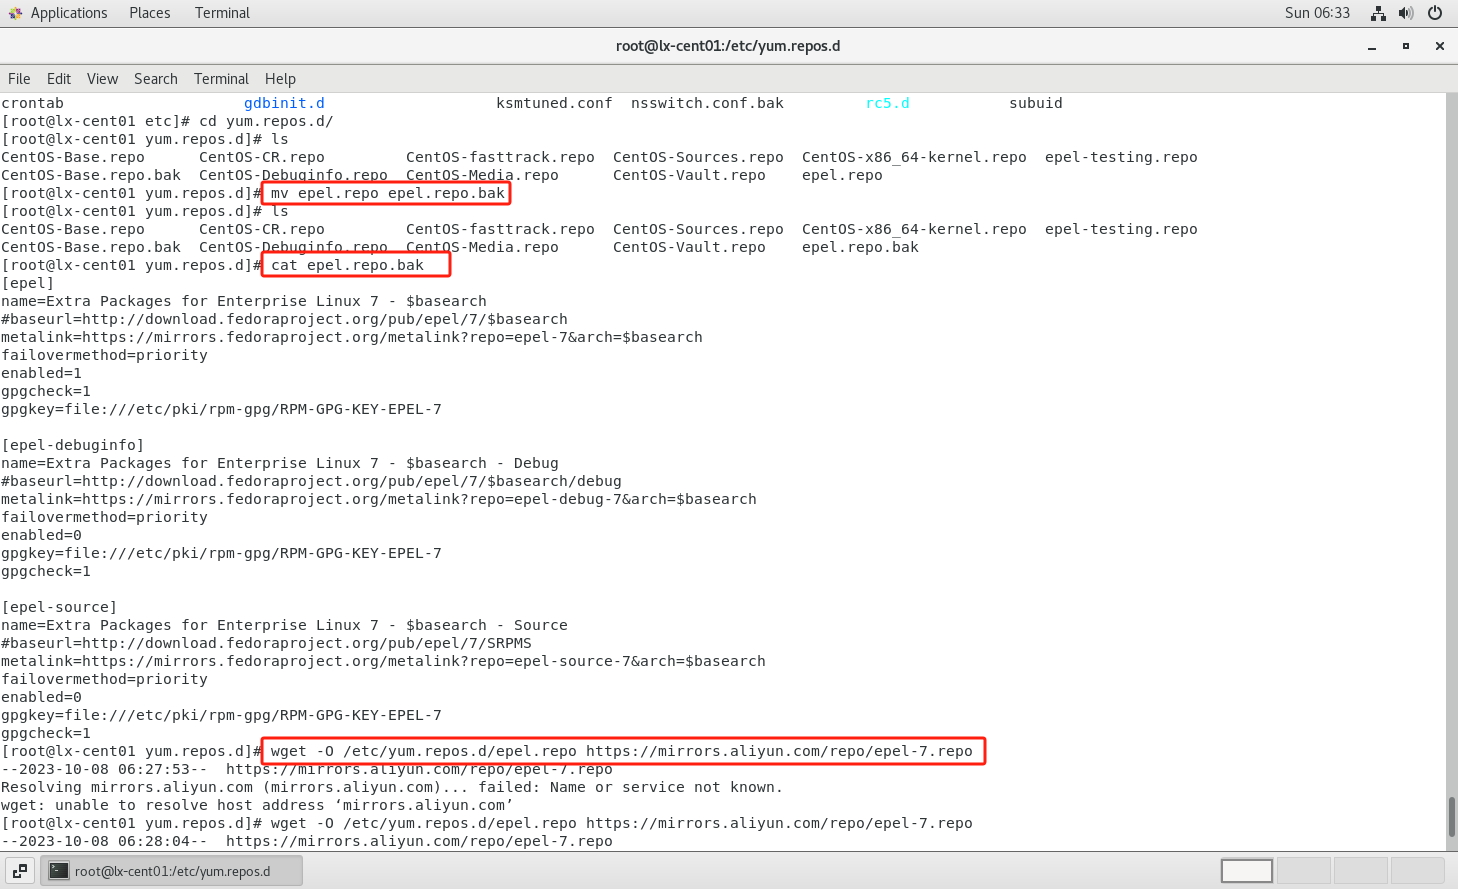 Applications Places Terminal Sun 06:33
root@lx-cent01:/etc/yum.repos.d
File Edit View Search Terminal Help
crontab gdbinit.d ksmtuned.conf nsswitch.conf.bak rc5.d subuid
[root@lx-cent01 etc]# cd yum.repos.d/
[root@lx-cent01 yum.repos.d]# ls
CentOS-Base.repo CentOS-CR.repo CentOS-fasttrack.repo CentOS-Sources.repo CentOS-x86_64-kernel.repo epel-testing.repo
CentOS-Base.repo.bak CentOS-Debuginfo.repo CentOS-Media.repo CentOS-Vault.repo epel.repo
[root@lx-cent01 yum.repos.d]# mv epel.repo epel.repo.bak
[root@lx-cent01 yum.repos.d]# ls
CentOS-Base.repo CentOS-CR.repo CentOS-fasttrack.repo CentOS-Sources.repo CentOS-x86_64-kernel.repo epel-testing.repo
CentOS-Base.repo.bak CentOS-Debuginfo.repo CentOS-Media.repo CentOS-Vault.repo epel.repo.bak
[root@lx-cent01 yum.repos.d]# cat epel.repo.bak
[epel]
name=Extra Packages for Enterprise Linux 7 - $basearch
#baseurl=http://download.fedoraproject.org/pub/epel/7/$basearch
metalink=https://mirrors.fedoraproject.org/metalink?repo=epel-7&arch=$basearch
failovermethod=priority
enabled=1
gpgcheck=1
gpgkey=file:///etc/pki/rpm-gpg/RPM-GPG-KEY-EPEL-7

[epel-debuginfo]
name=Extra Packages for Enterprise Linux 7 - $basearch - Debug
#baseurl=http://download.fedoraproject.org/pub/epel/7/$basearch/debug
metalink=https://mirrors.fedoraproject.org/metalink?repo=epel-debug-7&arch=$basearch
failovermethod=priority
enabled=0
gpgkey=file:///etc/pki/rpm-gpg/RPM-GPG-KEY-EPEL-7
gpgcheck=1

[epel-source]
name=Extra Packages for Enterprise Linux 7 - $basearch - Source
#baseurl=http://download.fedoraproject.org/pub/epel/7/SRPMS
metalink=https://mirrors.fedoraproject.org/metalink?repo=epel-source-7&arch=$basearch
failovermethod=priority
enabled=0
gpgkey=file:///etc/pki/rpm-gpg/RPM-GPG-KEY-EPEL-7
gpgcheck=1
[root@lx-cent01 yum.repos.d]# wget -O /etc/yum.repos.d/epel.repo https://mirrors.aliyun.com/repo/epel-7.repo
--2023-10-08 06:27:53-- https://mirrors.aliyun.com/repo/epel-7.repo
Resolving mirrors.aliyun.com (mirrors.aliyun.com)... failed: Name or service not known.
wget: unable to resolve host address ‘mirrors.aliyun.com’
[root@lx-cent01 yum.repos.d]# wget -O /etc/yum.repos.d/epel.repo https://mirrors.aliyun.com/repo/epel-7.repo
--2023-10-08 06:28:04-- https://mirrors.aliyun.com/repo/epel-7.repo
root@lx-cent01:/etc/yum.repos.d